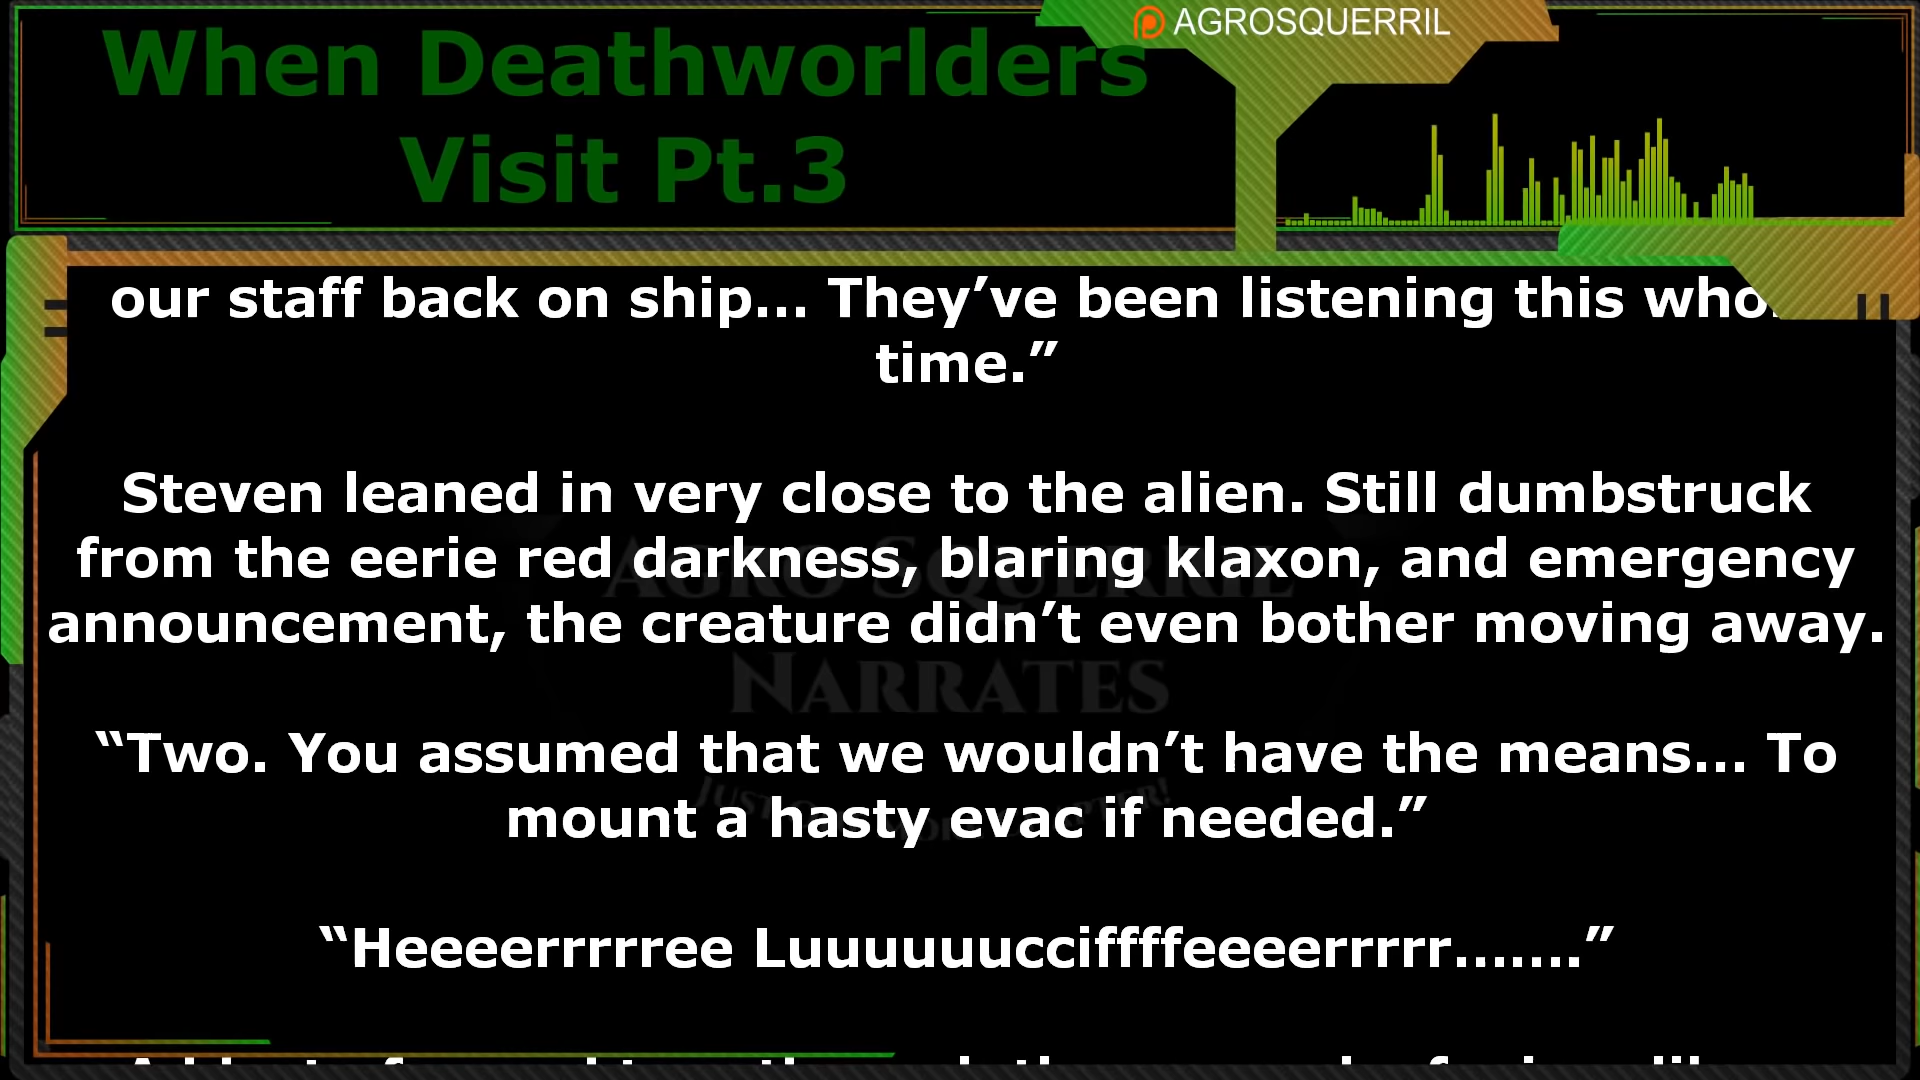 AGROSQUERRIL
When Deathworlders
Visit Pt.3
our staff back on ship... They’ve been listening this
time.”
Steven leaned in very close to the alien. Still dumbstruck
from the eerie red darkness, blaring klaxon, and emergency
announcement, the creature didn’t even bother moving away.
“Two. You assumed that we wouldn’t have the means... To
mount a hasty evac if needed.”
“Heeeerrrrree Luuuuuucciffffeeeerrrrr.......”
AGRO SQUERRIL
NARRATES